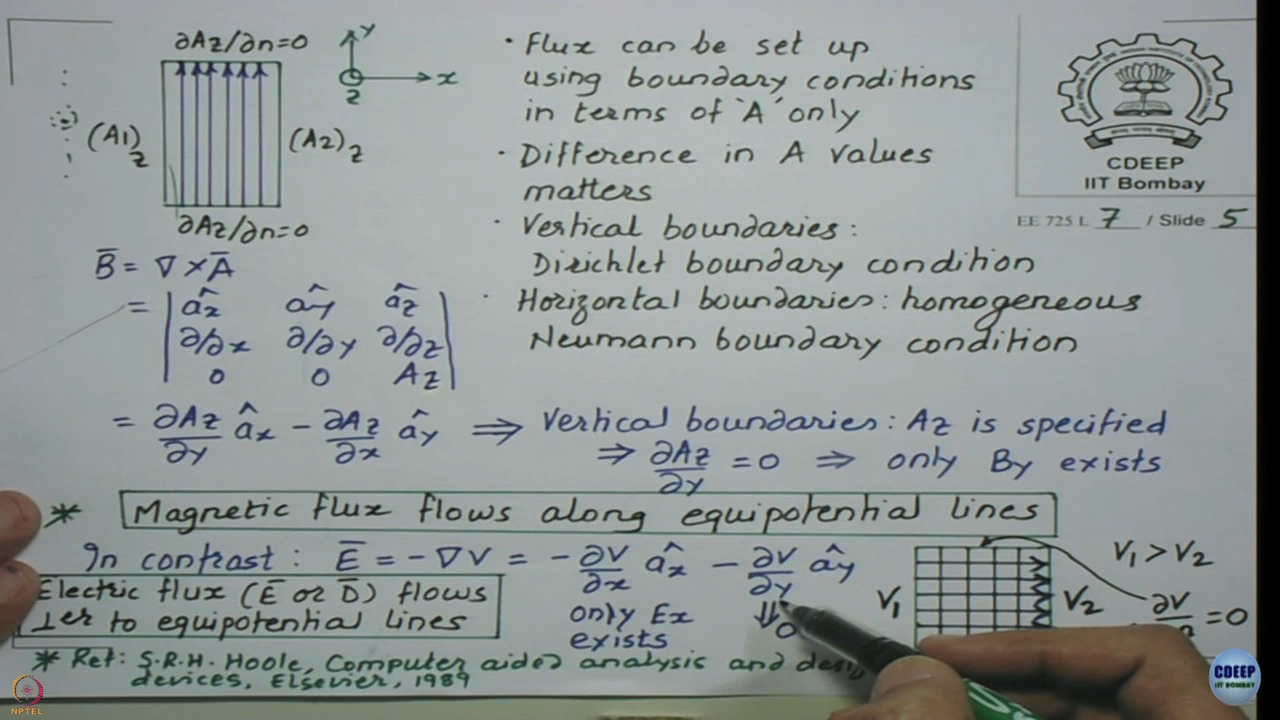 ∂Az/∂n=0
Y
x
Z
(A1)z
(A2)z
∂Az/∂n=0
· Flux can be set up
using boundary conditions
in terms of 'A' only
· Difference in A values
matters
· Vertical boundaries:
Dirichlet boundary condition
· Horizontal boundaries: homogeneous
Neumann boundary condition
CDEEP
IIT Bombay
EE 725 L 7 / Slide 5
B̄ = ∇ × Ā
= | âx ây âz |
| ∂/∂x ∂/∂y ∂/∂z |
| 0 0 Az |
= ∂Az/∂y âx − ∂Az/∂x ây ⇒ Vertical boundaries: Az is specified
⇒ ∂Az/∂y = 0 ⇒ only By exists
* Magnetic flux flows along equipotential lines
In contrast: Ē = −∇V = −∂V/∂x âx − ∂V/∂y ây
only Ex
exists
⇓
0
Electric flux (Ē or D̄) flows
⊥er to equipotential lines
V1 > V2
V1
V2
∂V/∂n = 0
* Ref: S.R.H. Hoole, Computer aided analysis and
devices, Elsevier, 1989
NPTEL
CDEEP
IIT BOMBAY